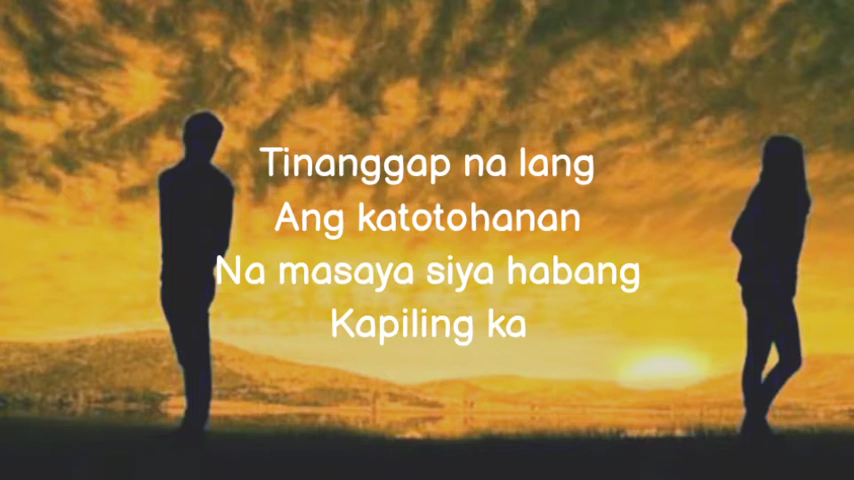 Tinanggap na lang
Ang katotohanan
Na masaya siya habang
Kapiling ka